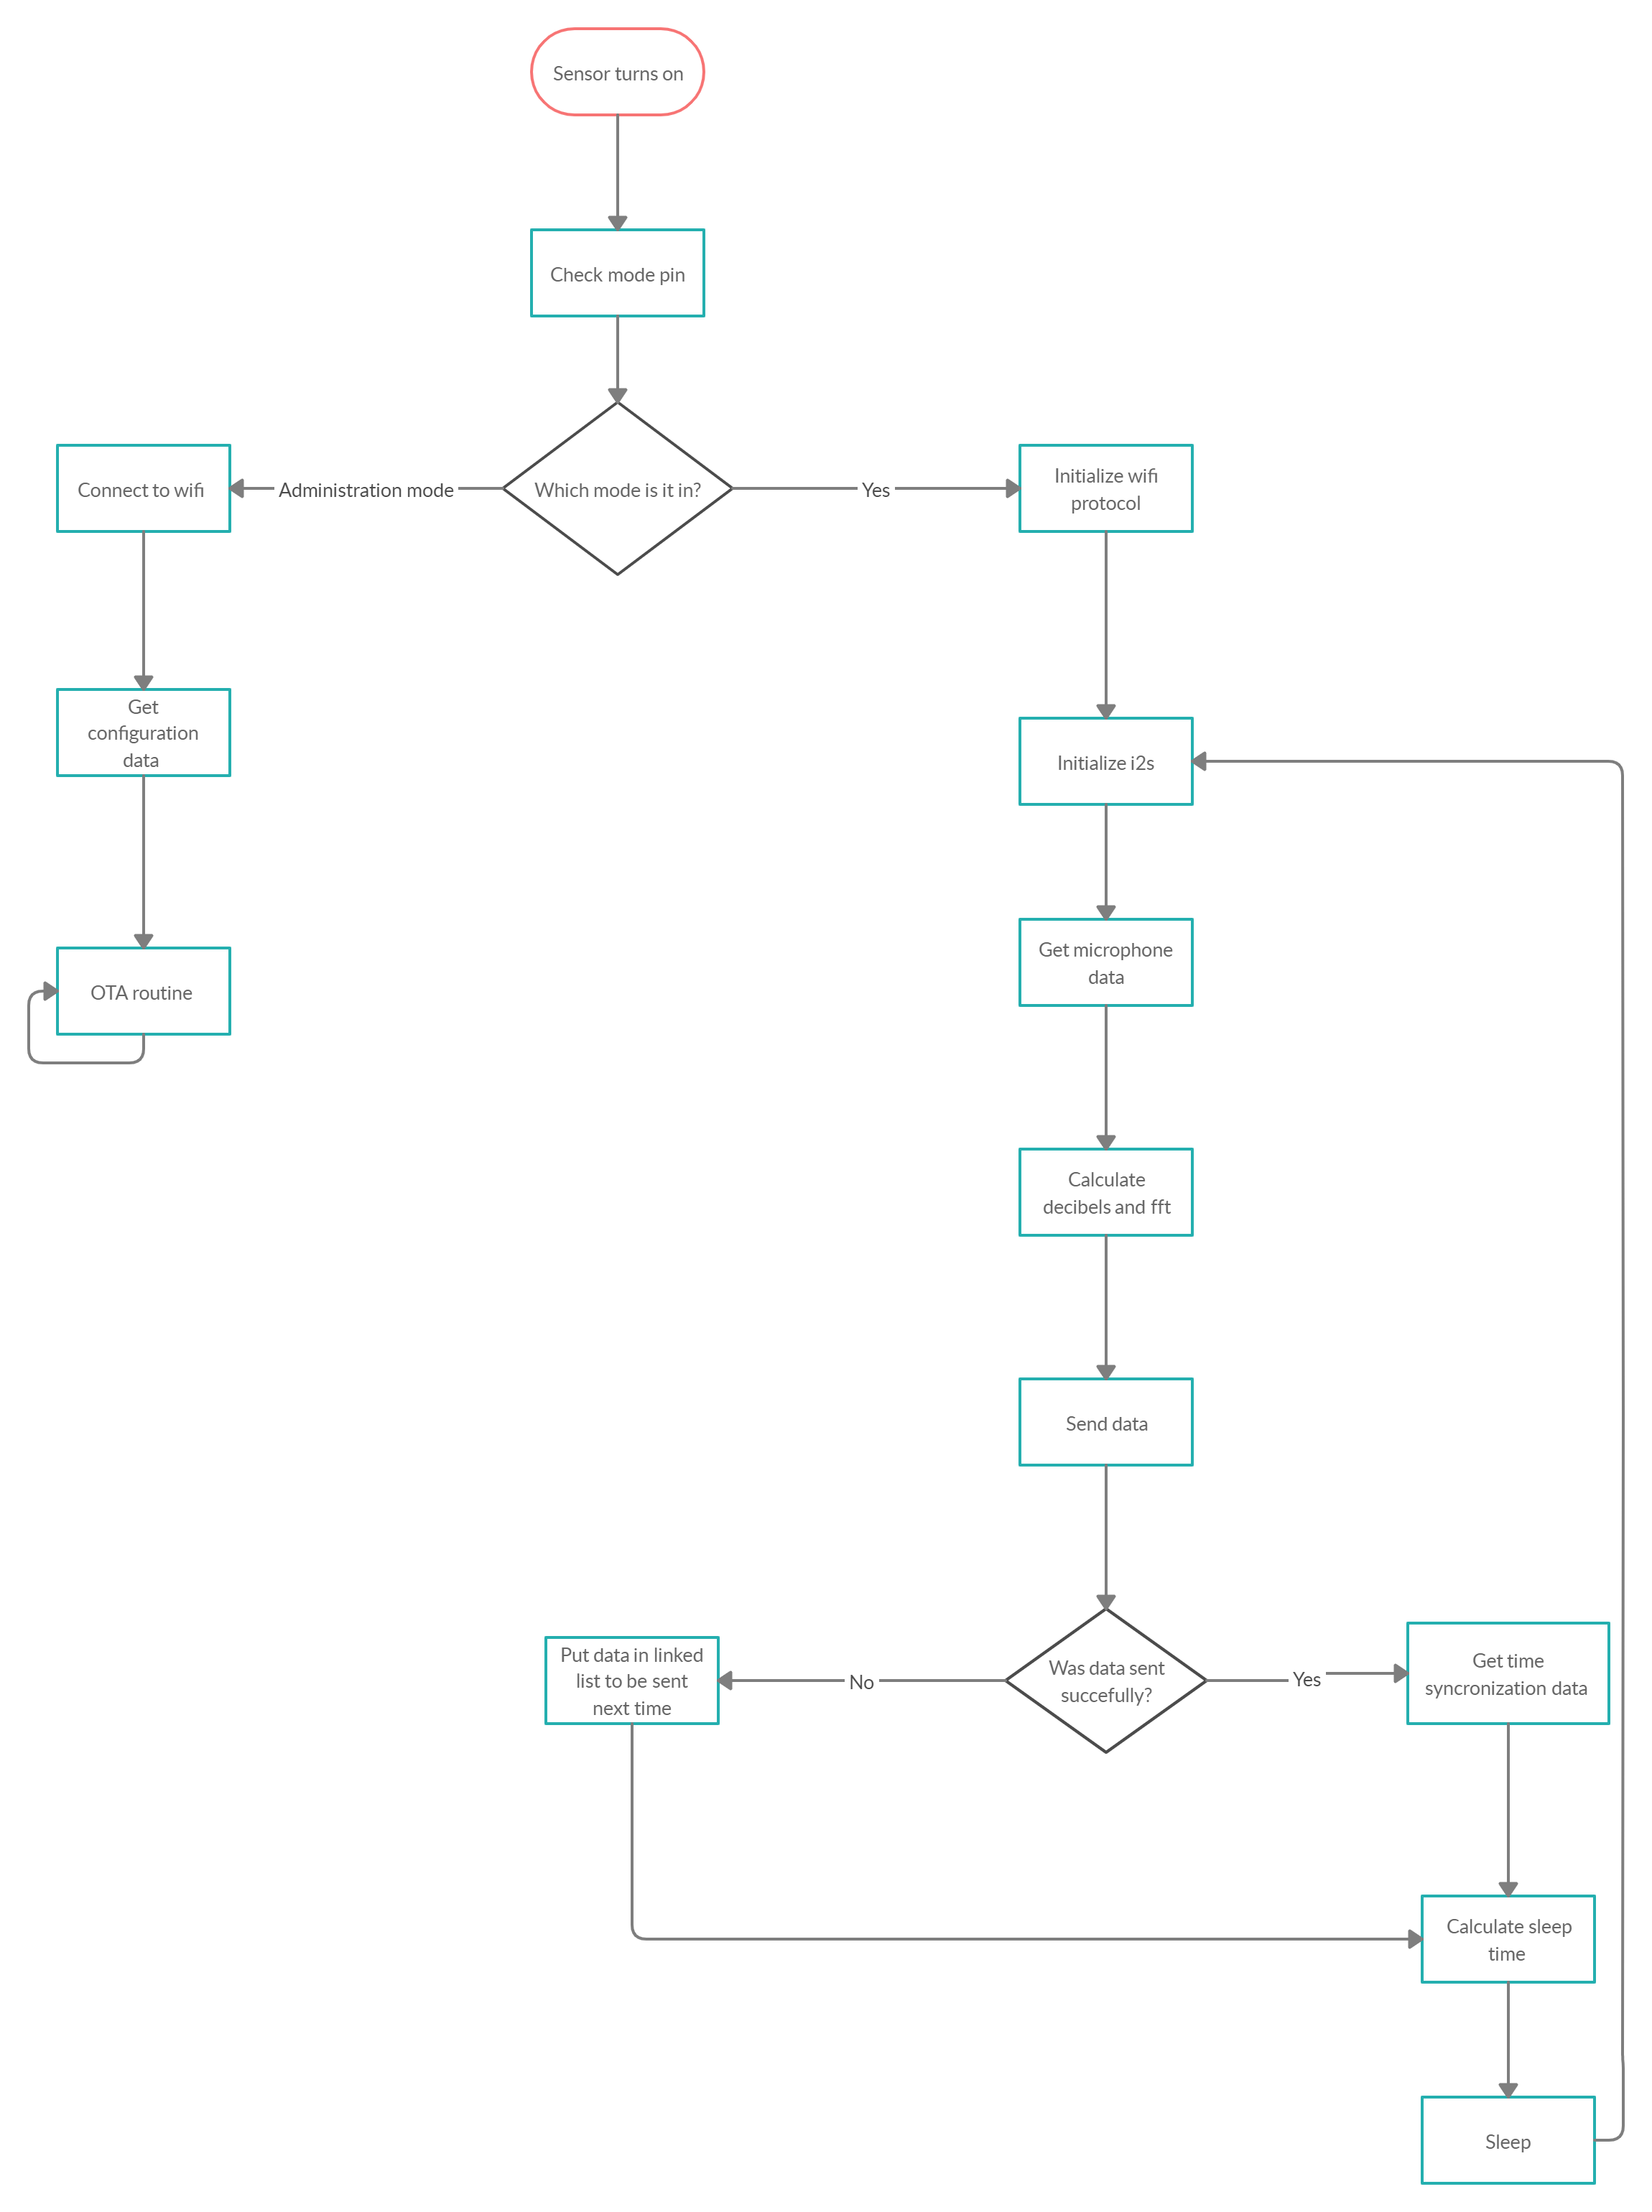 Sensor turns on
Check mode pin
Which mode is it in?
Administration mode
Yes
Connect to wifi
Initialize wifi
protocol
Get
configuration
data
Initialize i2s
OTA routine
Get microphone
data
Calculate
decibels and fft
Send data
Was data sent
succefully?
No
Yes
Put data in linked
list to be sent
next time
Get time
syncronization data
Calculate sleep
time
Sleep